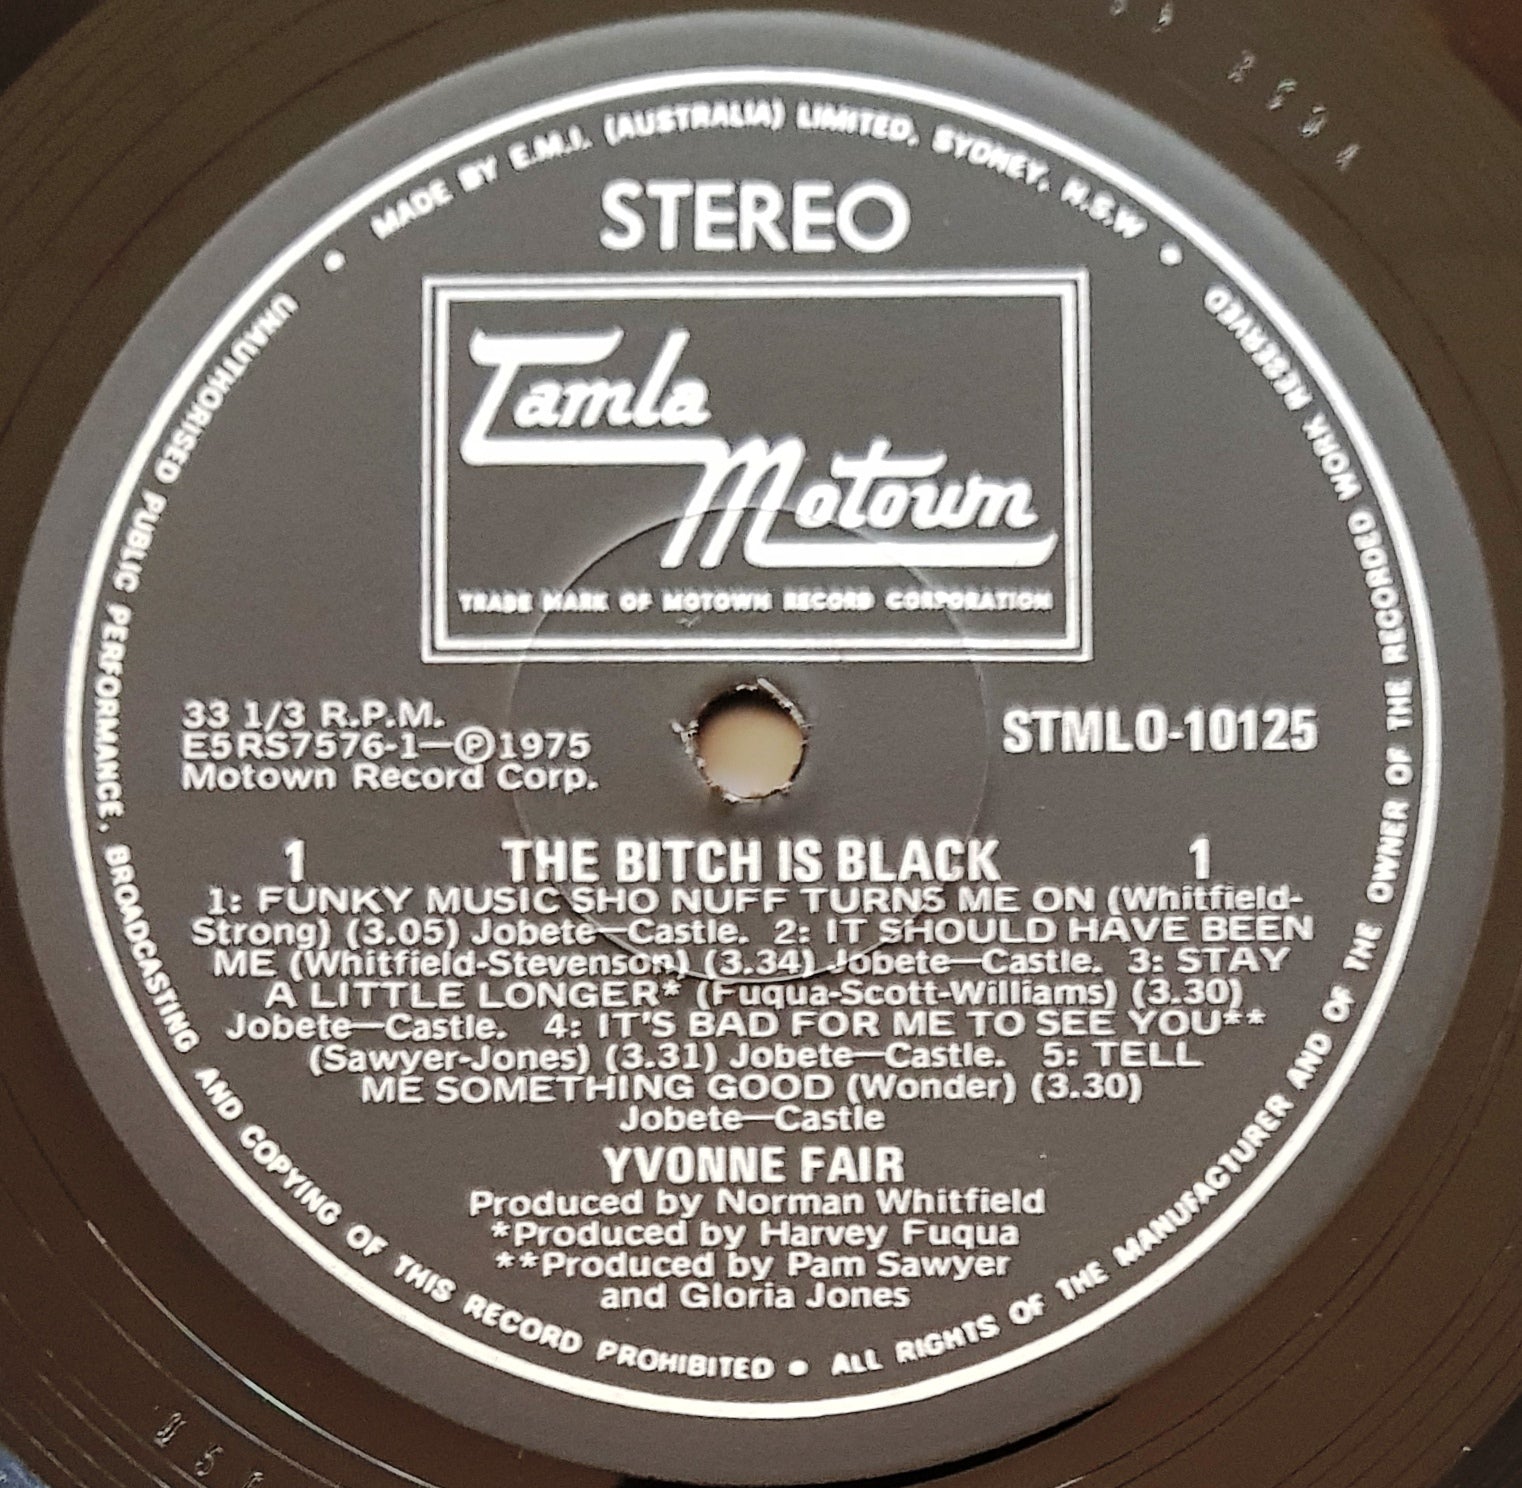 MADE BY E.M.I. (AUSTRALIA) LIMITED, SYDNEY, N.S.W
STEREO
Tamla
Motown
TRADE MARK OF MOTOWN RECORD CORPORATION
33 1/3 R.P.M.
E5RS7576-1—Ⓟ1975
Motown Record Corp.
STMLO-10125
1 THE BITCH IS BLACK 1
1: FUNKY MUSIC SHO NUFF TURNS ME ON (Whitfield-
Strong) (3.05) Jobete—Castle. 2: IT SHOULD HAVE BEEN
ME (Whitfield-Stevenson) (3.34) Jobete—Castle. 3: STAY
A LITTLE LONGER* (Fuqua-Scott-Williams) (3.30)
Jobete—Castle. 4: IT'S BAD FOR ME TO SEE YOU**
(Sawyer-Jones) (3.31) Jobete—Castle. 5: TELL
ME SOMETHING GOOD (Wonder) (3.30)
Jobete—Castle
YVONNE FAIR
Produced by Norman Whitfield
*Produced by Harvey Fuqua
**Produced by Pam Sawyer
and Gloria Jones
UNAUTHORISED PUBLIC PERFORMANCE, BROADCASTING AND COPYING OF THIS RECORD PROHIBITED • ALL RIGHTS OF THE MANUFACTURER AND OF THE OWNER OF THE RECORDED WORK RESERVED